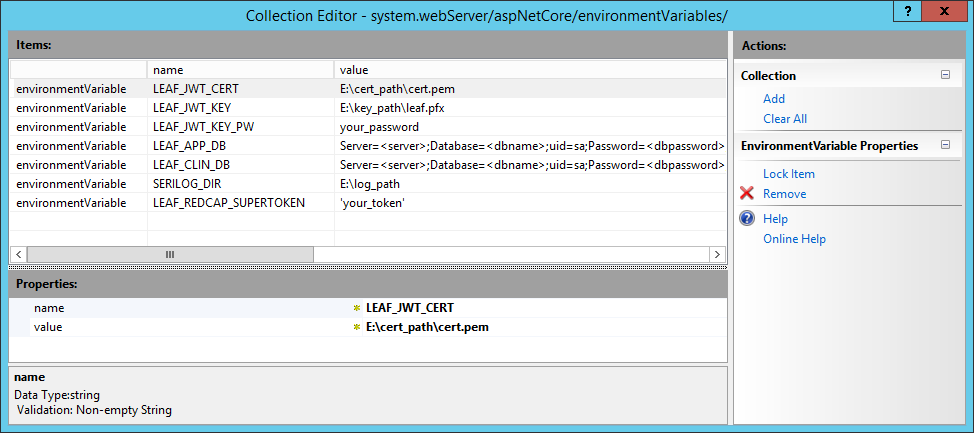 Collection Editor - system.webServer/aspNetCore/environmentVariables/
? x
Items:
name value
environmentVariable LEAF_JWT_CERT E:\cert_path\cert.pem
environmentVariable LEAF_JWT_KEY E:\key_path\leaf.pfx
environmentVariable LEAF_JWT_KEY_PW your_password
environmentVariable LEAF_APP_DB Server=<server>;Database=<dbname>;uid=sa;Password=<dbpassword>
environmentVariable LEAF_CLIN_DB Server=<server>;Database=<dbname>;uid=sa;Password=<dbpassword>
environmentVariable SERILOG_DIR E:\log_path
environmentVariable LEAF_REDCAP_SUPERTOKEN 'your_token'
Properties:
name LEAF_JWT_CERT
value E:\cert_path\cert.pem
name
Data Type:string
Validation: Non-empty String
Actions:
Collection
Add
Clear All
EnvironmentVariable Properties
Lock Item
Remove
? Help
Online Help